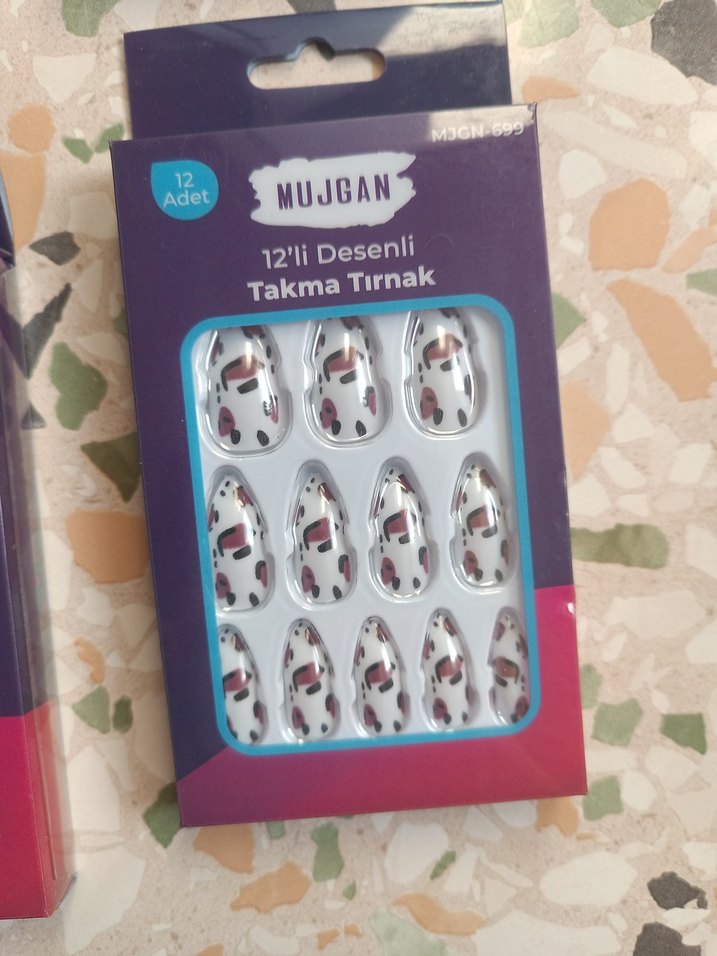 MJGN-699
12
Adet
MUJGAN
12'li Desenli
Takma Tırnak